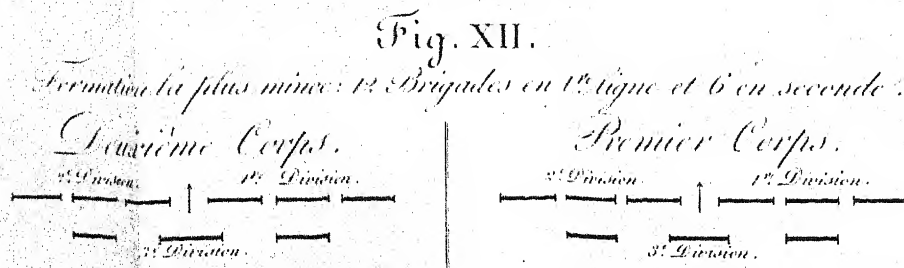 Fig. XII.
Formation la plus mince: 12 Brigades en 1re ligne et 6 en seconde.
Deuxième Corps. Premier Corps.
2e Division. 1re Division. 2e Division. 1re Division.
3e Division. 3e Division.